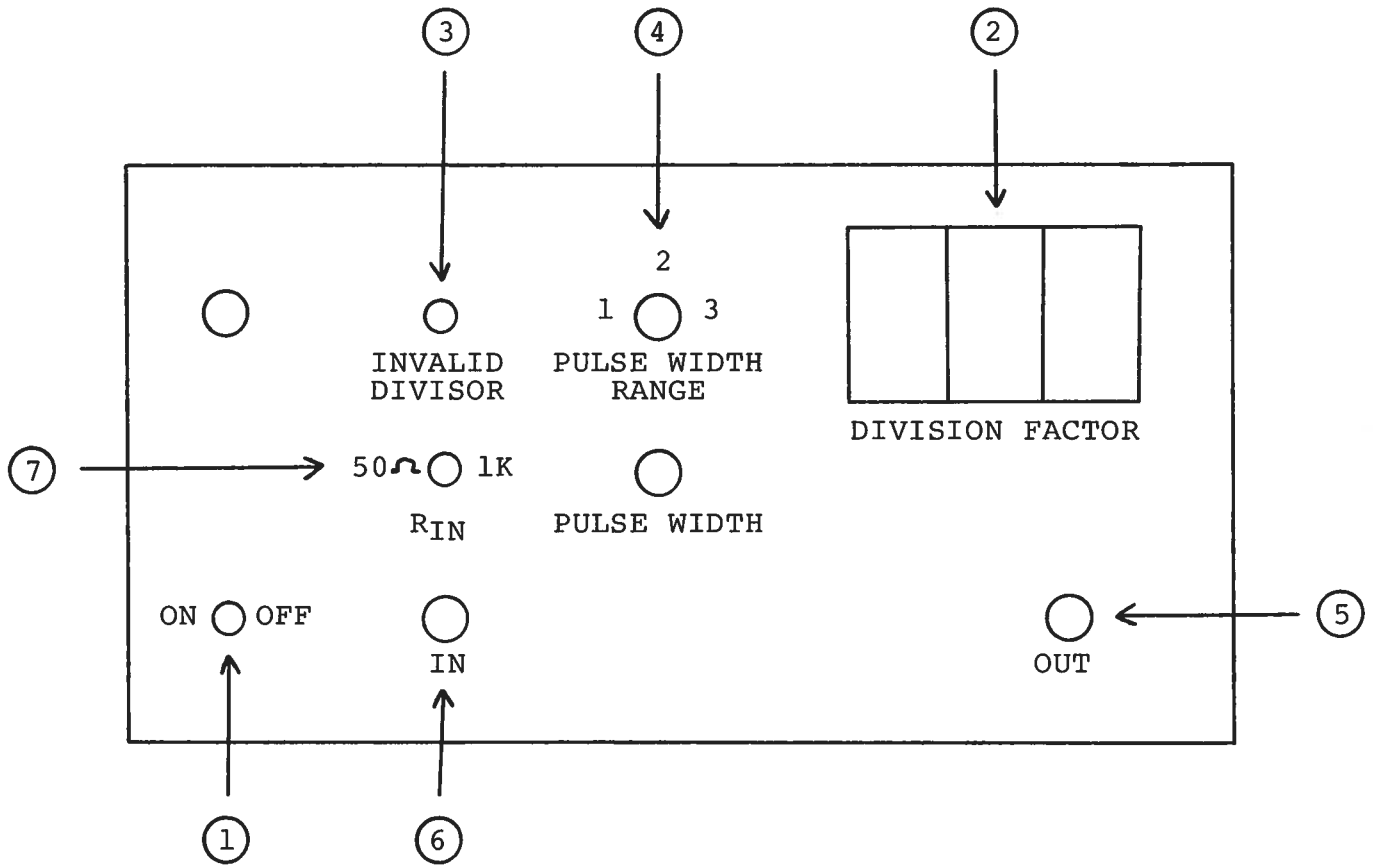 3 4 2
2
1 3
INVALID
DIVISOR
PULSE WIDTH
RANGE
DIVISION FACTOR
7
50Ω 1K
RIN
PULSE WIDTH
ON OFF
IN
OUT
5
1 6